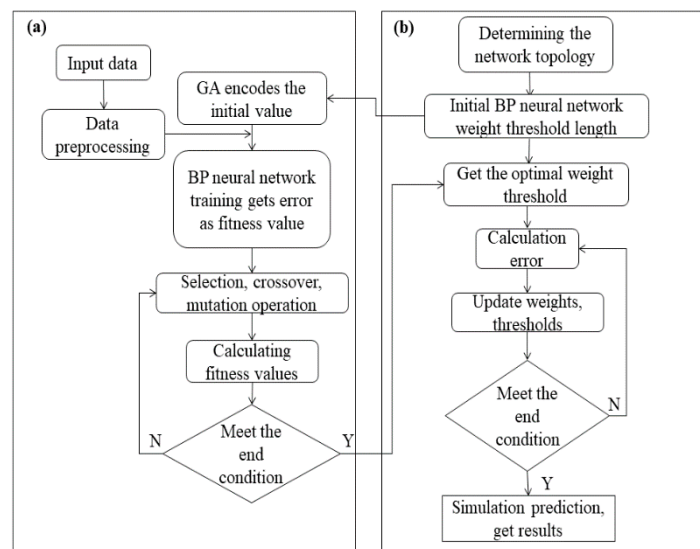 (a)
Input data
Data
preprocessing
GA encodes the
initial value
BP neural network
training gets error
as fitness value
Selection, crossover,
mutation operation
Calculating
fitness values
Meet the
end
condition
N
Y
(b)
Determining the
network topology
Initial BP neural network
weight threshold length
Get the optimal weight
threshold
Calculation
error
Update weights,
thresholds
Meet the
end
condition
N
Y
Simulation prediction,
get results